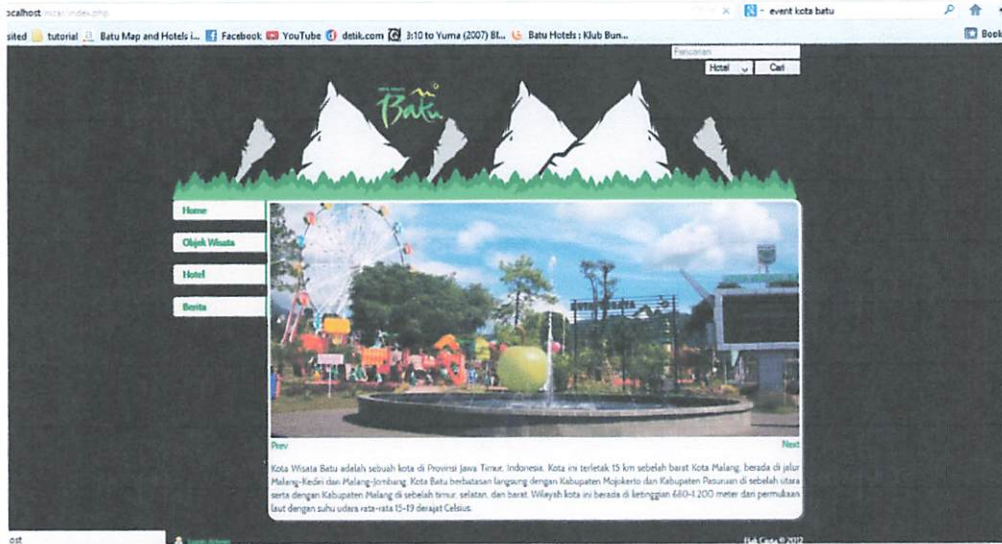 ocalhost/nizar/index.php
event kota batu
sited tutorial Batu Map and Hotels i... Facebook YouTube detik.com 3:10 to Yuma (2007) Bl... Batu Hotels : Klub Bun... Book
Pencarian
Hotel Cari
Batu
Home
Objek Wisata
Hotel
Berita
Prev Next
Kota Wisata Batu adalah sebuah kota di Provinsi Jawa Timur, Indonesia. Kota ini terletak 15 km sebelah barat Kota Malang, berada di jalur
Malang-Kediri dan Malang-Jombang. Kota Batu berbatasan langsung dengan Kabupaten Mojokerto dan Kabupaten Pasuruan di sebelah utara
serta dengan Kabupaten Malang di sebelah timur, selatan, dan barat. Wilayah kota ini berada di ketinggian 680-1.200 meter dari permukaan
laut dengan suhu udara rata-rata 15-19 derajat Celsius.
ost
Login Admin
Hak Cipta © 2012